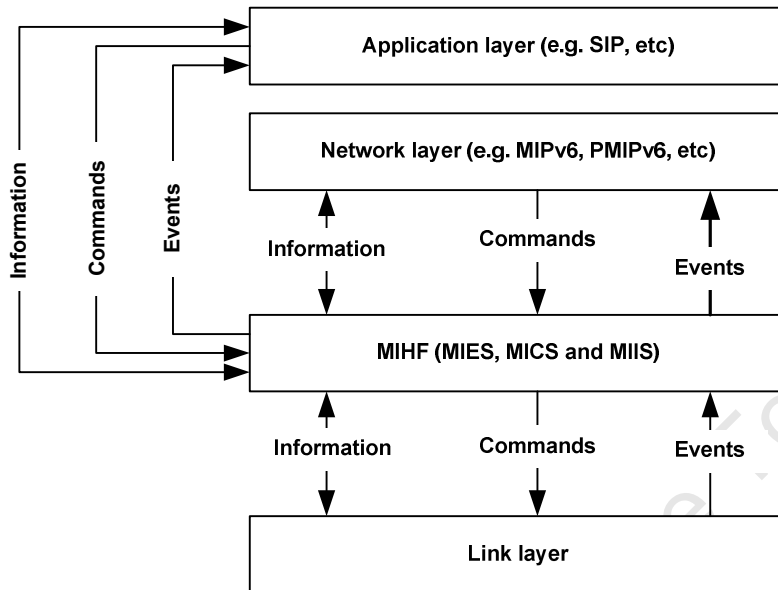 Application layer (e.g. SIP, etc)
Network layer (e.g. MIPv6, PMIPv6, etc)
Information
Commands
Events
Information
Commands
Events
MIHF (MIES, MICS and MIIS)
Information
Commands
Events
Link layer